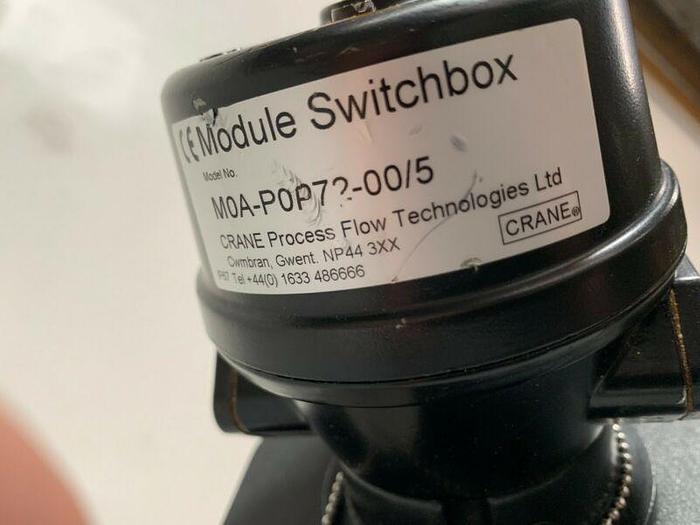 CE Module Switchbox
Model No.
CRANE Process Flow Technologies Ltd
Cwmbran, Gwent. NP44 3XX
IP67 Tel +44(0) 1633 486666
CRANE®